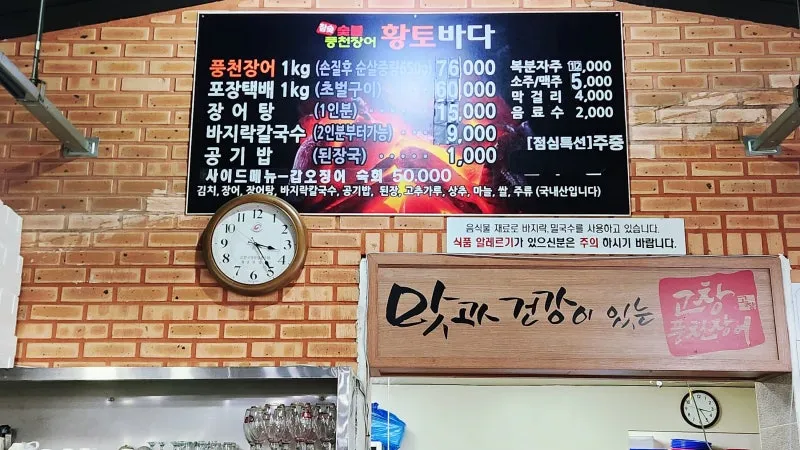 숯불
풍천장어 황토바다
풍천장어 1kg (손질후 순살중량650g) 76,000
포장택배 1kg (초벌구이) 60,000
장어탕 (1인분) 15,000
바지락칼국수 (2인분부터가능) 9,000
공기밥 (된장국) 1,000
사이드메뉴-갑오징어 숙회 50,000
김치, 장어, 장어탕, 바지락칼국수, 공기밥, 된장, 고추가루, 상추, 마늘, 쌀, 주류 (국내산입니다)
복분자주 12,000
소주/맥주 5,000
막걸리 4,000
음료수 2,000
[점심특선]주중
음식물 재료로 바지락,밀국수를 사용하고 있습니다.
식품 알레르기가 있으신분은 주의 하시기 바랍니다.
맛과 건강이 있는
고창
풍천장어